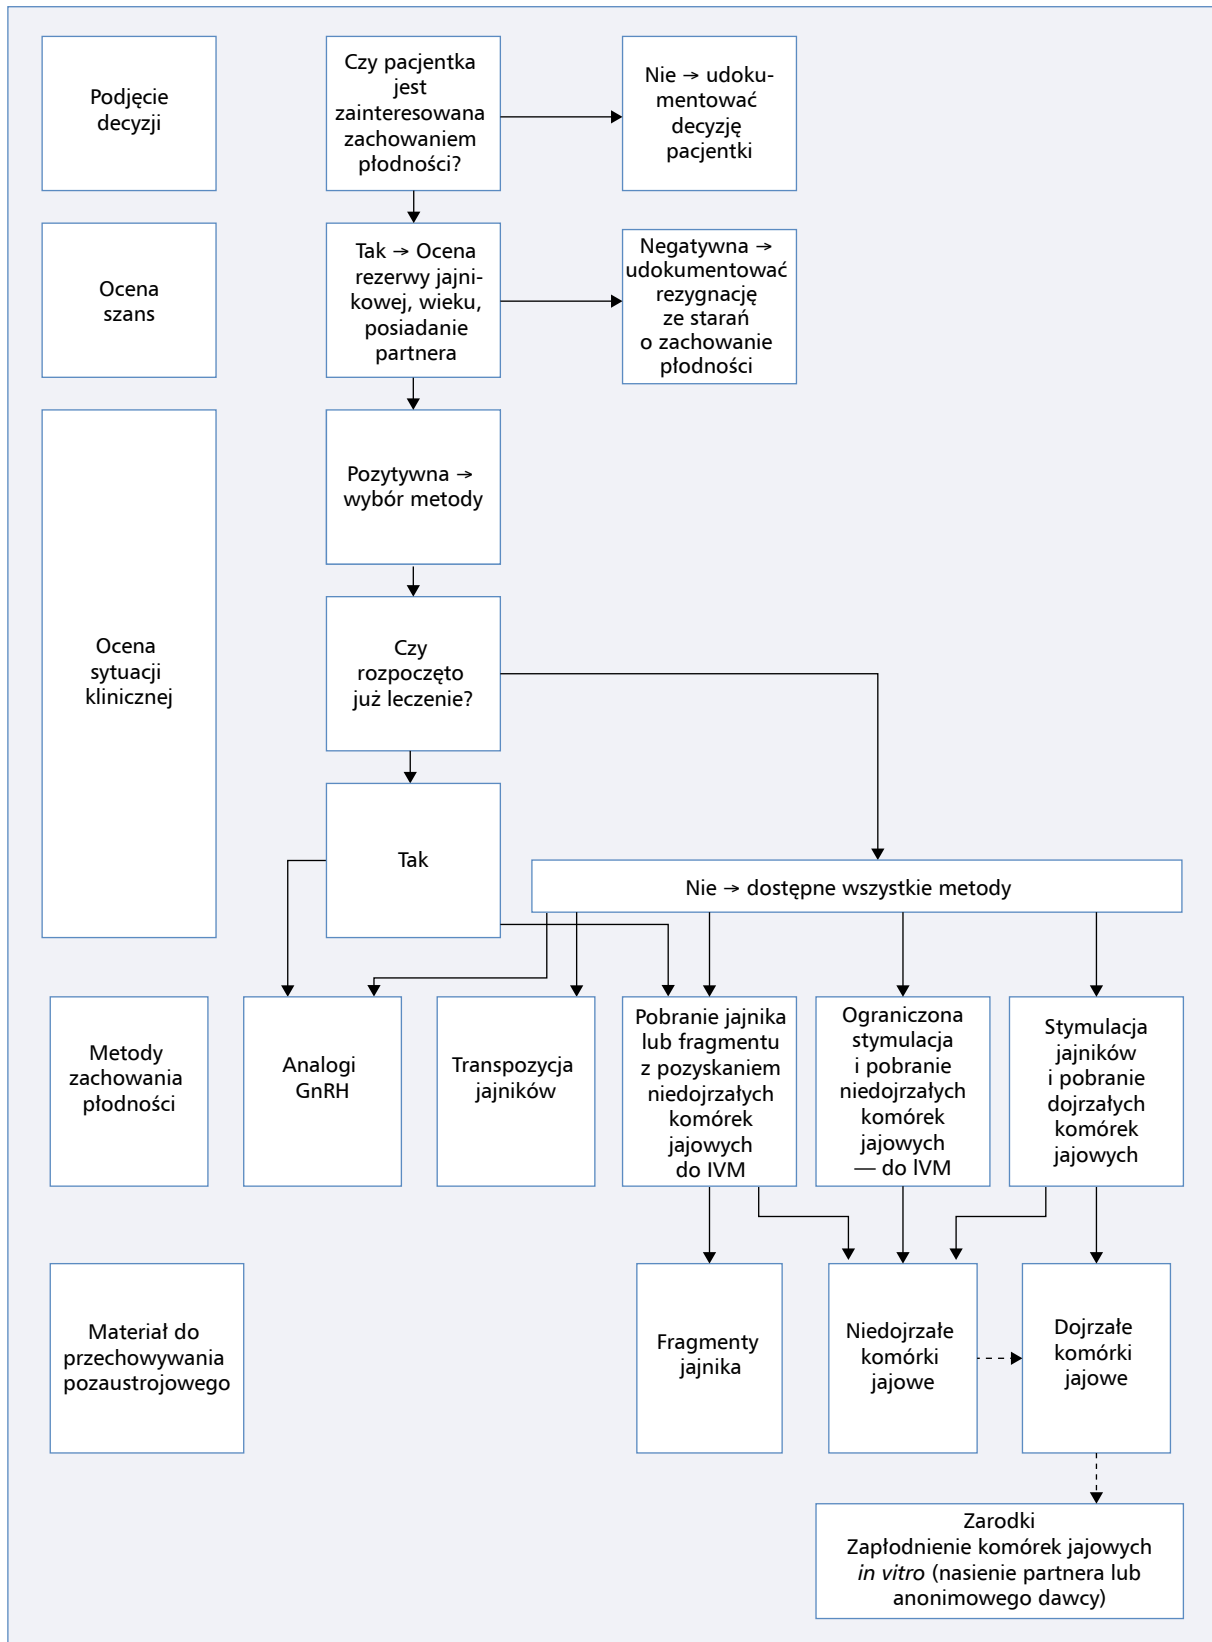 Podjęcie
decyzji
Czy pacjentka
jest
zainteresowana
zachowaniem
płodności?
Nie → udoku-
mentować
decyzję
pacjentki
Ocena
szans
Tak → Ocena
rezerwy jajni-
kowej, wieku,
posiadanie
partnera
Negatywna →
udokumentować
rezygnację
ze starań
o zachowanie
płodności
Ocena
sytuacji
klinicznej
Pozytywna →
wybór metody
Czy
rozpoczęto
już leczenie?
Tak
Nie → dostępne wszystkie metody
Metody
zachowania
płodności
Analogi
GnRH
Transpozycja
jajników
Pobranie jajnika
lub fragmentu
z pozyskaniem
niedojrzałych
komórek
jajowych
do IVM
Ograniczona
stymulacja
i pobranie
niedojrzałych
komórek
jajowych
— do IVM
Stymulacja
jajników
i pobranie
dojrzałych
komórek
jajowych
Materiał do
przechowywania
pozaustrojowego
Fragmenty
jajnika
Niedojrzałe
komórki
jajowe
Dojrzałe
komórki
jajowe
Zarodki
Zapłodnienie komórek jajowych
in vitro (nasienie partnera lub
anonimowego dawcy)